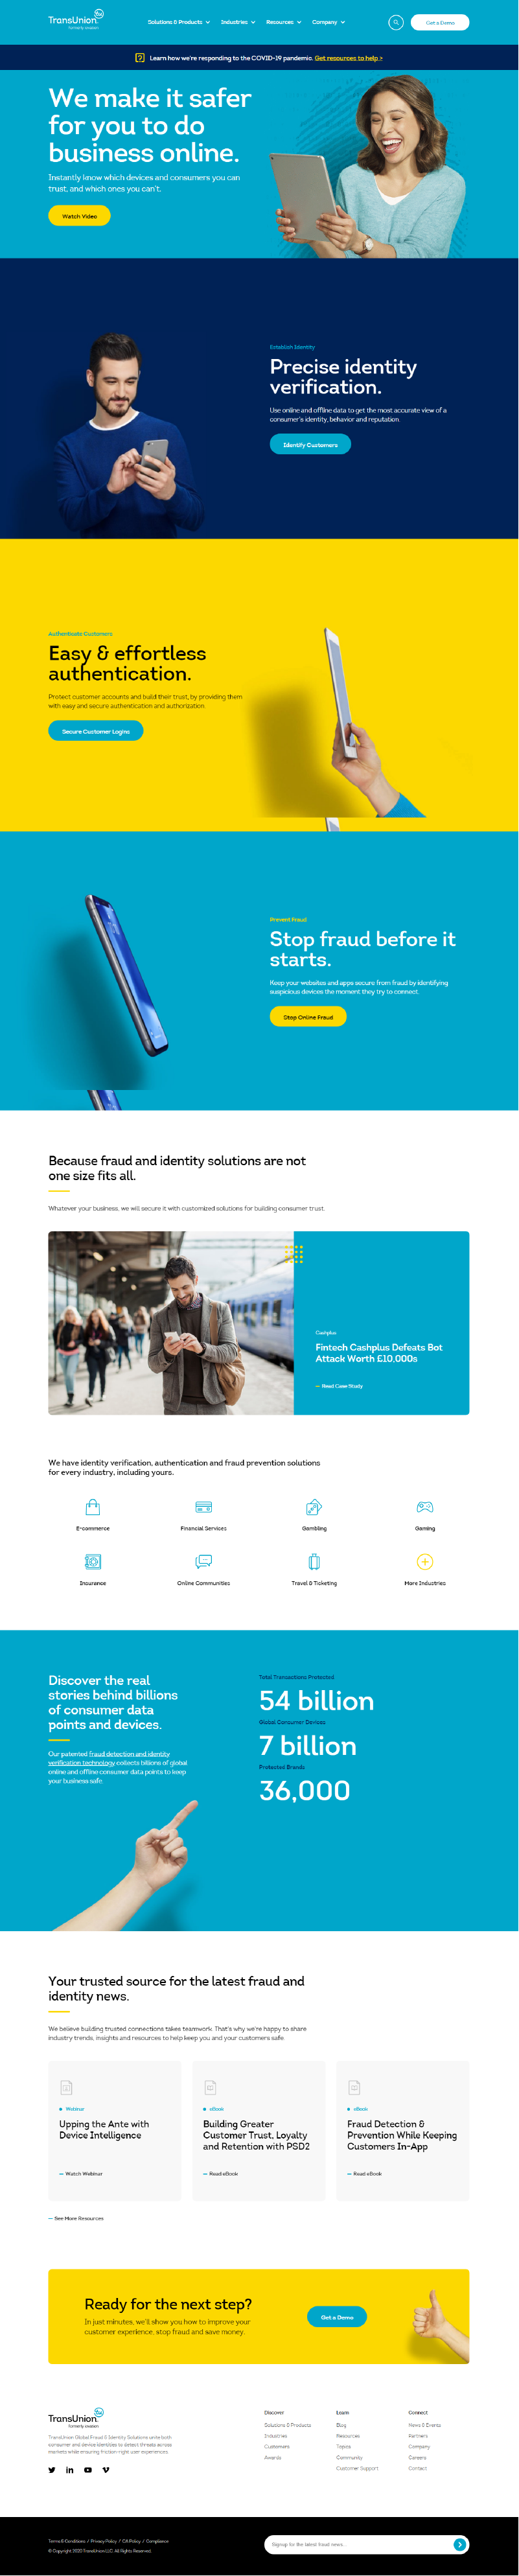 TransUnion
formerly iovation
Solutions & Products
Industries
Resources
Company
Get a Demo
Learn how we're responding to the COVID-19 pandemic. Get resources to help >
We make it safer
for you to do
business online.
Instantly know which devices and consumers you can
trust, and which ones you can't.
Watch Video
Establish Identity
Precise identity
verification.
Use online and offline data to get the most accurate view of a
consumer's identity, behavior and reputation.
Identify Customers
Authenticate Customers
Easy & effortless
authentication.
Protect customer accounts and build their trust, by providing them
with easy and secure authentication and authorization.
Secure Customer Logins
Prevent Fraud
Stop fraud before it
starts.
Keep your websites and apps secure from fraud by identifying
suspicious devices the moment they try to connect.
Stop Online Fraud
Because fraud and identity solutions are not
one size fits all.
Whatever your business, we will secure it with customized solutions for building consumer trust.
Cashplus
Fintech Cashplus Defeats Bot
Attack Worth £10,000s
Read Case Study
We have identity verification, authentication and fraud prevention solutions
for every industry, including yours.
E-commerce
Financial Services
Gambling
Gaming
Insurance
Online Communities
Travel & Ticketing
More Industries
Discover the real
stories behind billions
of consumer data
points and devices.
Our patented fraud detection and identity
verification technology collects billions of global
online and offline consumer data points to keep
your business safe.
Total Transactions Protected
54 billion
Global Consumer Devices
7 billion
Protected Brands
36,000
Your trusted source for the latest fraud and
identity news.
We believe building trusted connections takes teamwork. That's why we're happy to share
industry trends, insights and resources to help keep you and your customers safe.
Webinar
Upping the Ante with
Device Intelligence
Watch Webinar
eBook
Building Greater
Customer Trust, Loyalty
and Retention with PSD2
Read eBook
eBook
Fraud Detection &
Prevention While Keeping
Customers In-App
Read eBook
See More Resources
Ready for the next step?
In just minutes, we'll show you how to improve your
customer experience, stop fraud and save money.
Get a Demo
TransUnion
formerly iovation
TransUnion Global Fraud & Identity Solutions unite both
consumer and device identities to detect threats across
markets while ensuring friction-right user experiences.
Discover
Solutions & Products
Industries
Customers
Awards
Learn
Blog
Resources
Topics
Community
Customer Support
Connect
News & Events
Partners
Company
Careers
Contact
Terms & Conditions / Privacy Policy / CA Policy / Compliance
© Copyright 2020 TransUnion LLC. All Rights Reserved.
Signup for the latest fraud news...